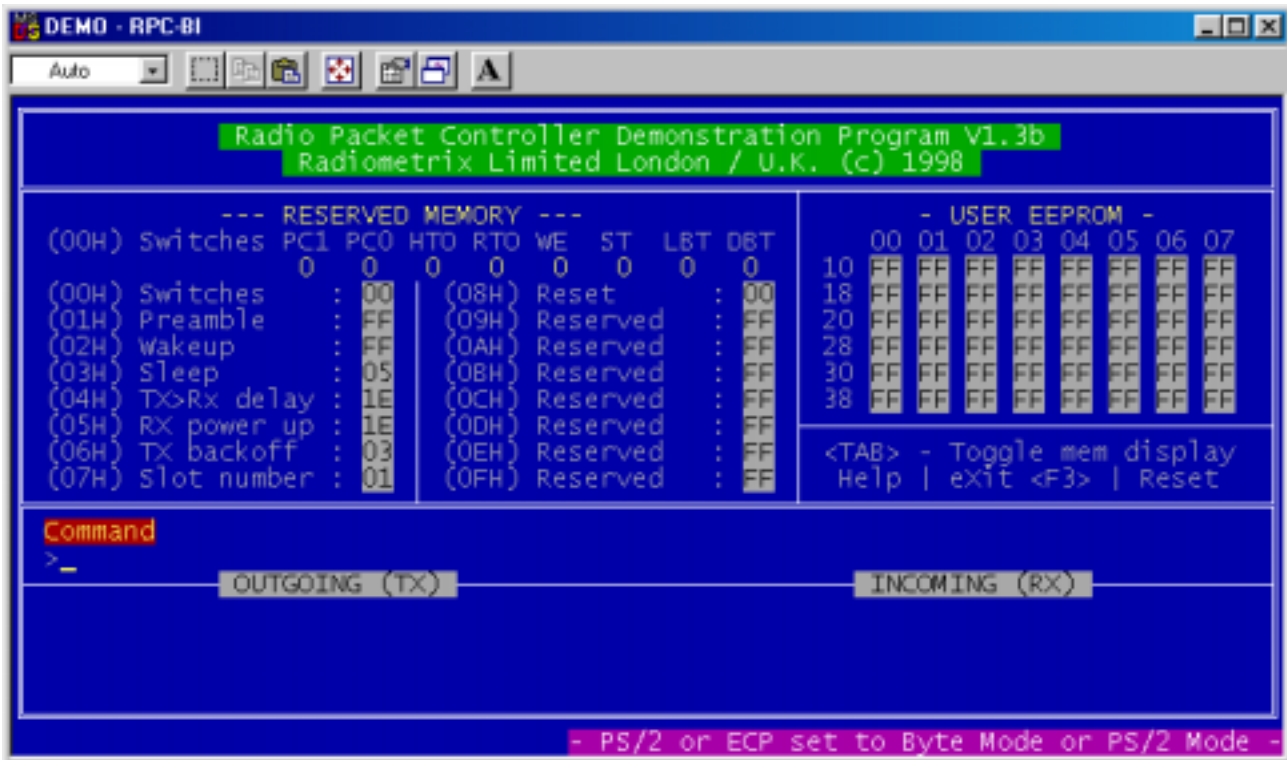 DEMO - RPC-BI
Auto
A
Radio Packet Controller Demonstration Program V1.3b
Radiometrix Limited London / U.K. (c) 1998
--- RESERVED MEMORY ---
(00H) Switches PC1 PC0 HTO RTO WE ST LBT DBT
0 0 0 0 0 0 0 0
(00H) Switches : 00
(01H) Preamble : FF
(02H) Wakeup : FF
(03H) Sleep : 05
(04H) TX>Rx delay : 1E
(05H) RX power up : 1E
(06H) TX backoff : 03
(07H) Slot number : 01
(08H) Reset : 00
(09H) Reserved : FF
(0AH) Reserved : FF
(0BH) Reserved : FF
(0CH) Reserved : FF
(0DH) Reserved : FF
(0EH) Reserved : FF
(0FH) Reserved : FF
- USER EEPROM -
00 01 02 03 04 05 06 07
10 FF FF FF FF FF FF FF FF
18 FF FF FF FF FF FF FF FF
20 FF FF FF FF FF FF FF FF
28 FF FF FF FF FF FF FF FF
30 FF FF FF FF FF FF FF FF
38 FF FF FF FF FF FF FF FF
<TAB> - Toggle mem display
Help | eXit <F3> | Reset
Command
>_
OUTGOING (TX)
INCOMING (RX)
- PS/2 or ECP set to Byte Mode or PS/2 Mode -